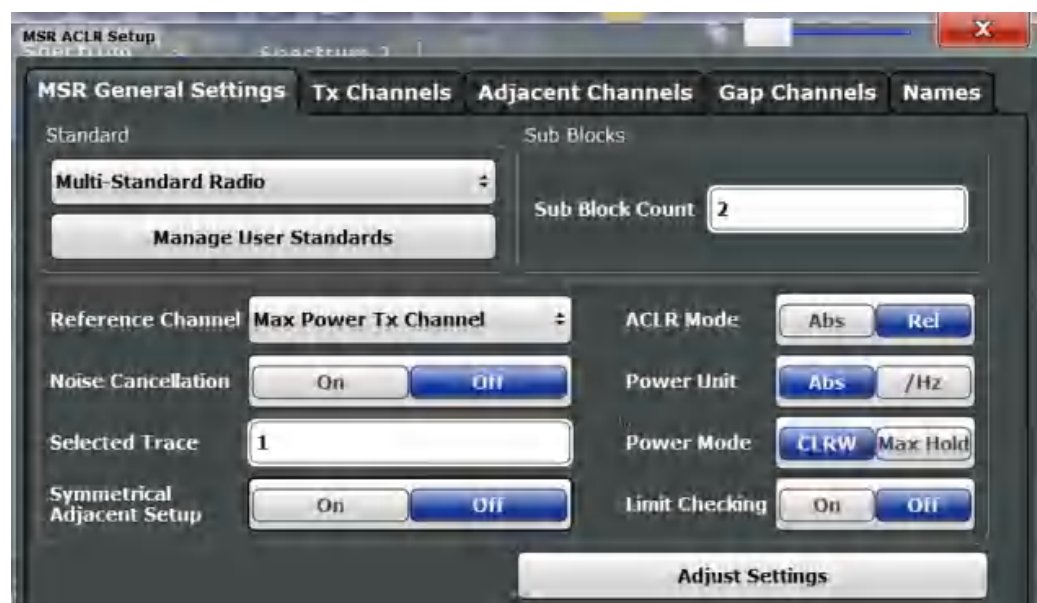 MSR ACLR Setup
MSR General Settings Tx Channels Adjacent Channels Gap Channels Names
Standard Sub Blocks
Multi-Standard Radio
Sub Block Count 2
Manage User Standards
Reference Channel Max Power Tx Channel ACLR Mode Abs Rel
Noise Cancellation On Off Power Unit Abs /Hz
Selected Trace 1 Power Mode CLRW Max Hold
Symmetrical
Adjacent Setup On Off Limit Checking On Off
Adjust Settings